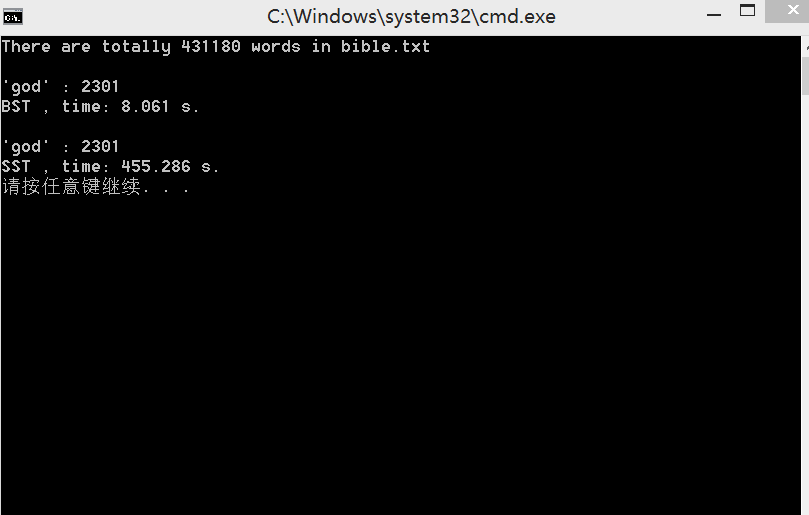 C:\Windows\system32\cmd.exe
There are totally 431180 words in bible.txt
'god' : 2301
BST , time: 8.061 s.
'god' : 2301
SST , time: 455.286 s.
请按任意键继续. . .